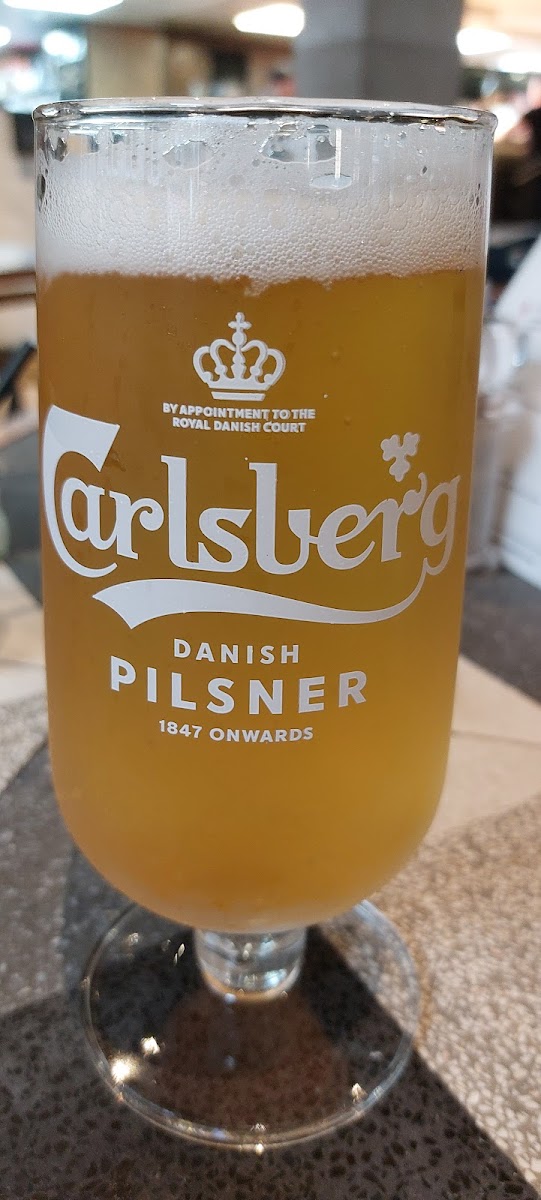 BY APPOINTMENT TO THE
ROYAL DANISH COURT
Carlsberg
DANISH
PILSNER
1847 ONWARDS